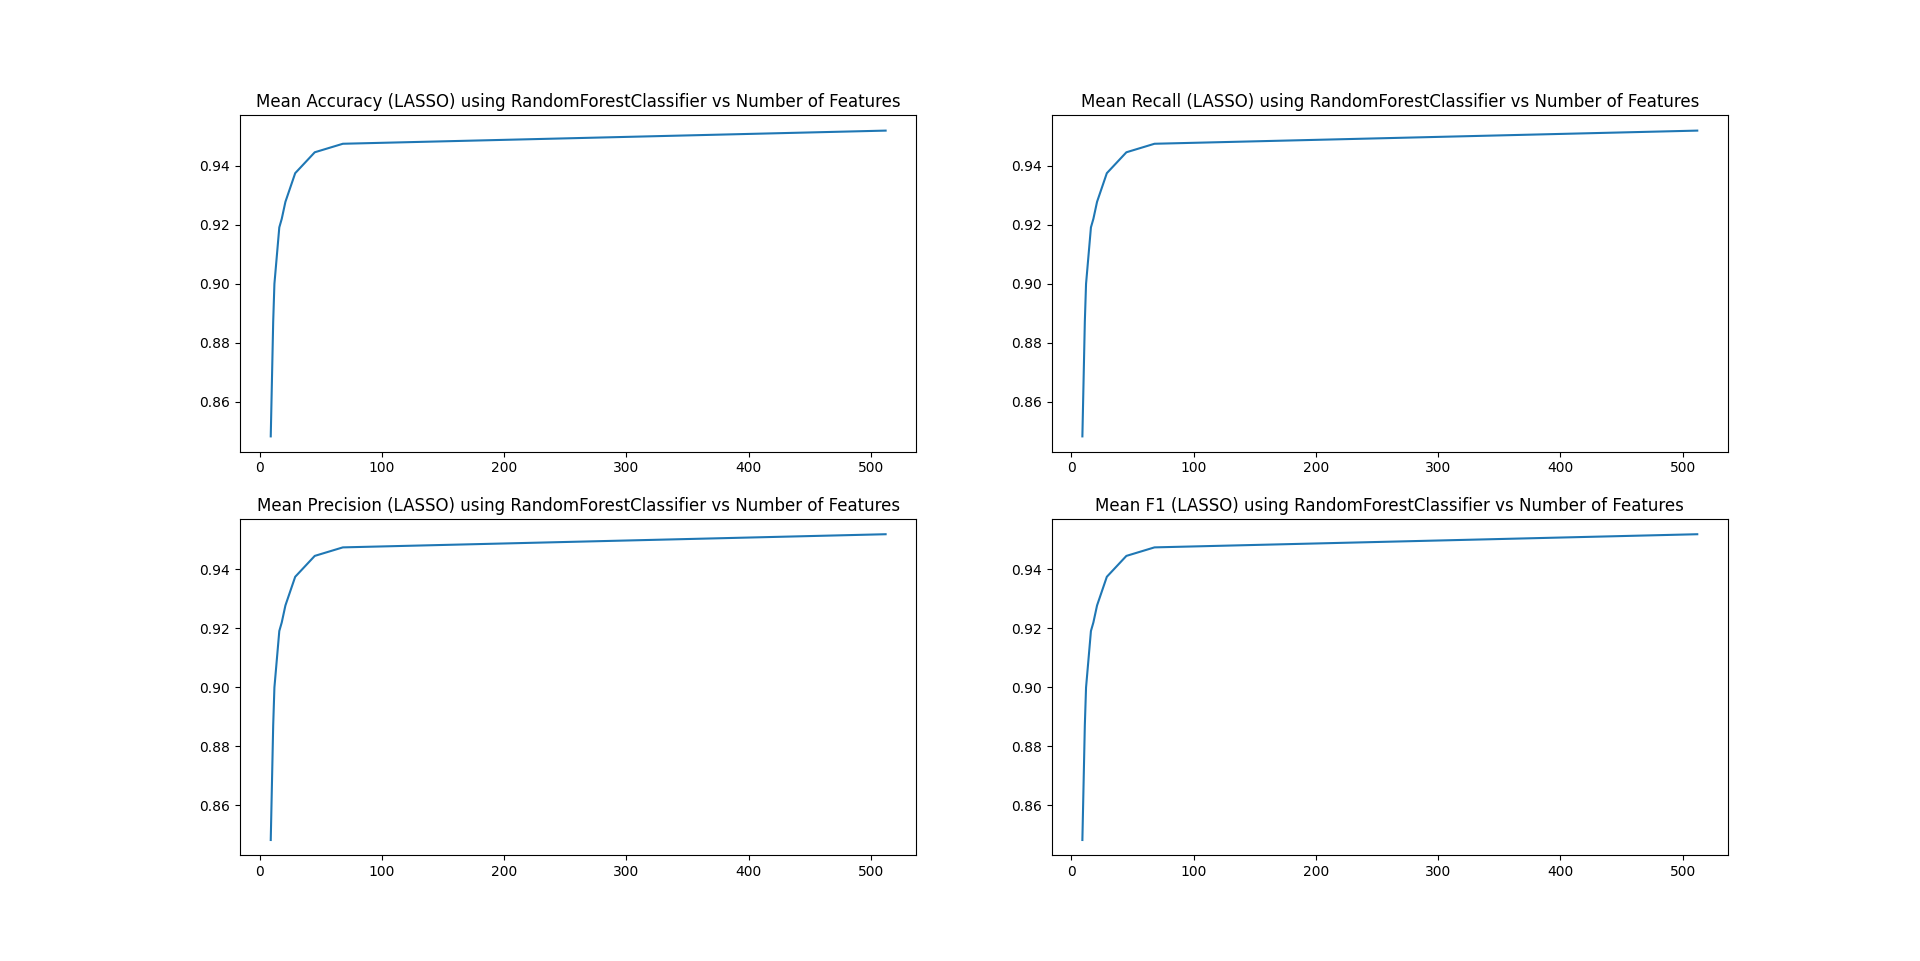 Mean Accuracy (LASSO) using RandomForestClassifier vs Number of Features
0.94
0.92
0.90
0.88
0.86
0 100 200 300 400 500
Mean Recall (LASSO) using RandomForestClassifier vs Number of Features
0.94
0.92
0.90
0.88
0.86
0 100 200 300 400 500
Mean Precision (LASSO) using RandomForestClassifier vs Number of Features
0.94
0.92
0.90
0.88
0.86
0 100 200 300 400 500
Mean F1 (LASSO) using RandomForestClassifier vs Number of Features
0.94
0.92
0.90
0.88
0.86
0 100 200 300 400 500